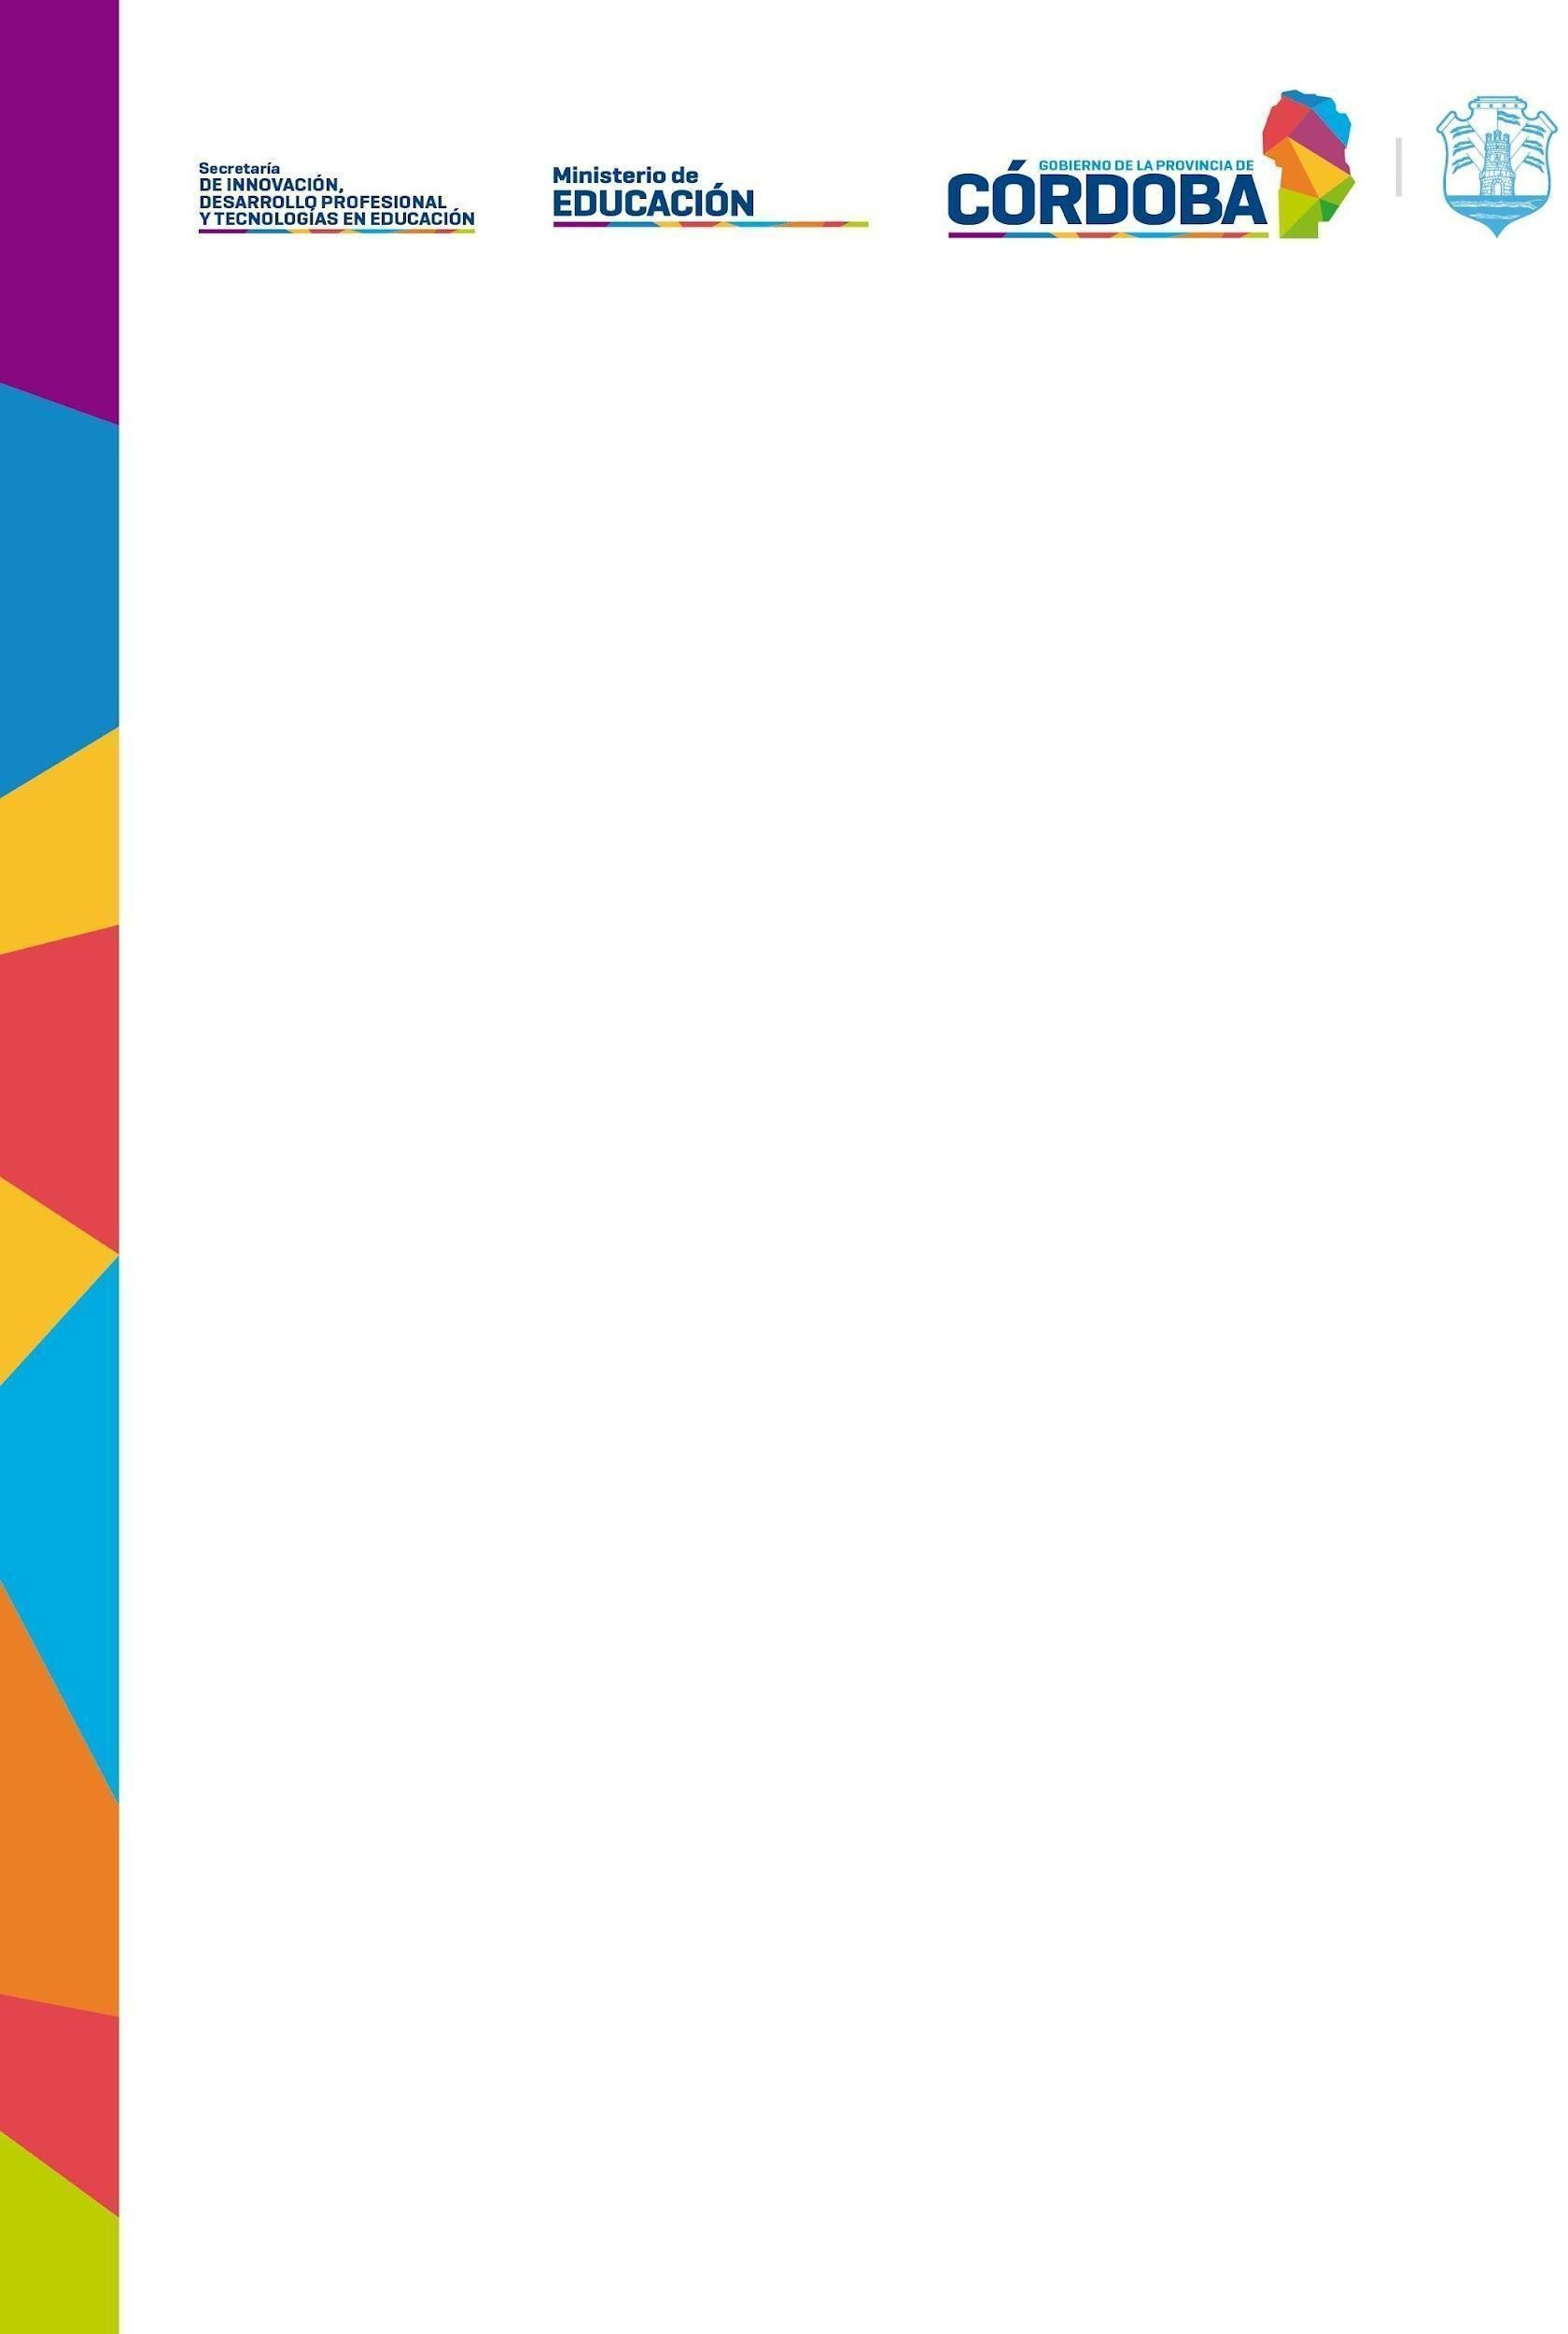 Secretaría
DE INNOVACIÓN,
DESARROLLO PROFESIONAL
Y TECNOLOGÍAS EN EDUCACIÓN
Ministerio de
EDUCACIÓN
GOBIERNO DE LA PROVINCIA DE
CÓRDOBA